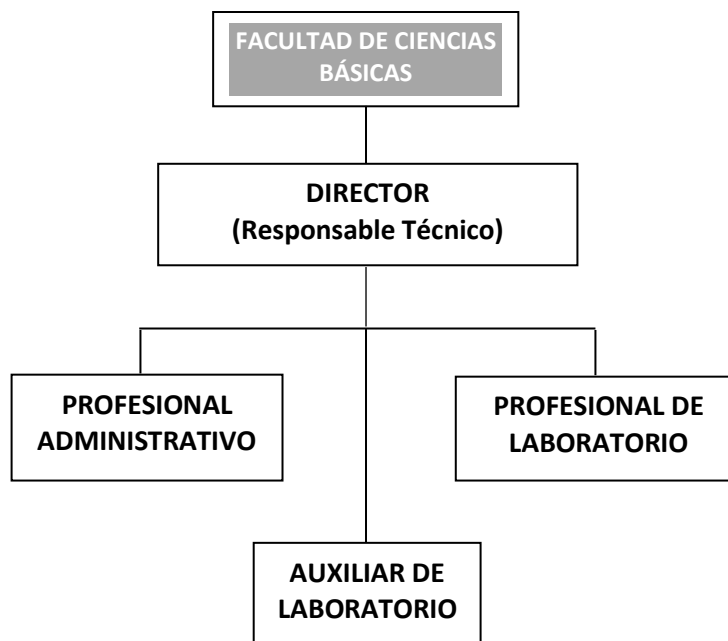 FACULTAD DE CIENCIAS
BÁSICAS
DIRECTOR
(Responsable Técnico)
PROFESIONAL
ADMINISTRATIVO
PROFESIONAL DE
LABORATORIO
AUXILIAR DE
LABORATORIO